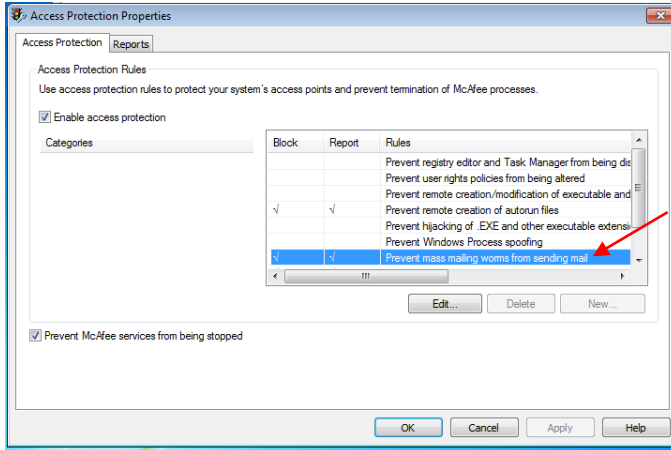 Access Protection Properties
Access Protection
Reports
Access Protection Rules
Use access protection rules to protect your system's access points and prevent termination of McAfee processes.
Enable access protection
Categories
Block Report Rules
Prevent registry editor and Task Manager from being dis
Prevent user rights policies from being altered
Prevent remote creation/modification of executable and
√ √ Prevent remote creation of autorun files
Prevent hijacking of .EXE and other executable extensi
Prevent Windows Process spoofing
√ √ Prevent mass mailing worms from sending mail
Edit... Delete New...
Prevent McAfee services from being stopped
OK Cancel Apply Help